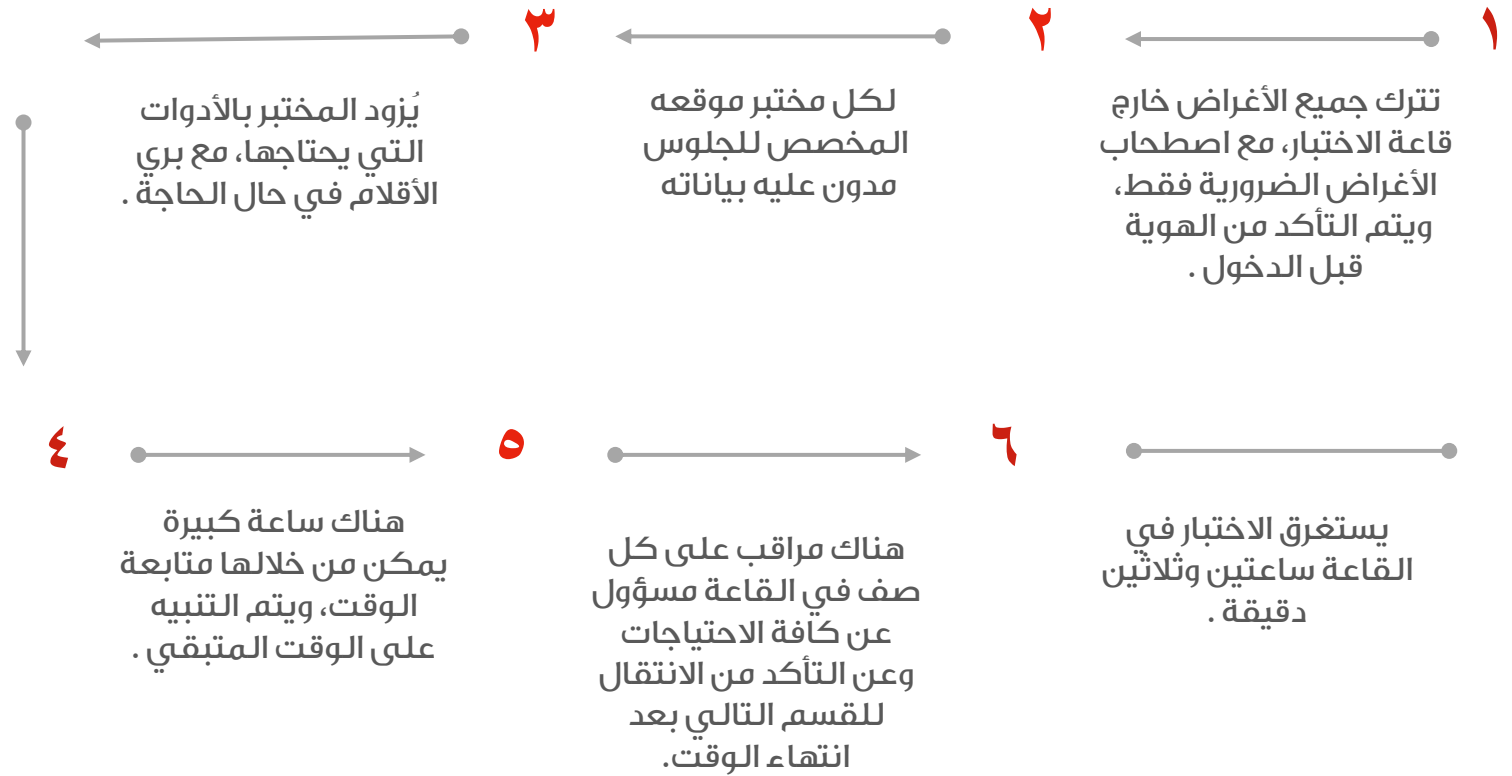 ١
تترك جميع الأغراض خارج
قاعة الاختبار، مع اصطحاب
الأغراض الضرورية فقط،
ويتم التأكد من الهوية
قبل الدخول .
٢
لكل مختبر موقعه
المخصص للجلوس
مدون عليه بياناته
٣
يُزود المختبر بالأدوات
التي يحتاجها، مع بري
الأقلام في حال الحاجة .
٤
هناك ساعة كبيرة
يمكن من خلالها متابعة
الوقت، ويتم التنبيه
على الوقت المتبقي .
٥
هناك مراقب على كل
صف في القاعة مسؤول
عن كافة الاحتياجات
وعن التأكد من الانتقال
للقسم التالي بعد
انتهاء الوقت.
٦
يستغرق الاختبار في
القاعة ساعتين وثلاثين
دقيقة .